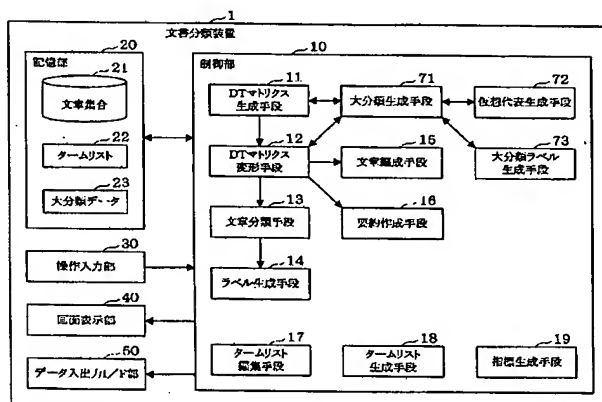 1
文書分類装置
20
記憶部
21
文章集合
22
タームリスト
23
大分類データ
30
操作入力部
40
画面表示部
50
データ入出力I/F部
10
制御部
11
DTマトリクス
生成手段
71
大分類生成手段
72
仮想代表生成手段
12
DTマトリクス
変形手段
15
文章編成手段
73
大分類ラベル
生成手段
13
文章分類手段
16
要約作成手段
14
ラベル生成手段
17
タームリスト
編集手段
18
タームリスト
生成手段
19
指標生成手段